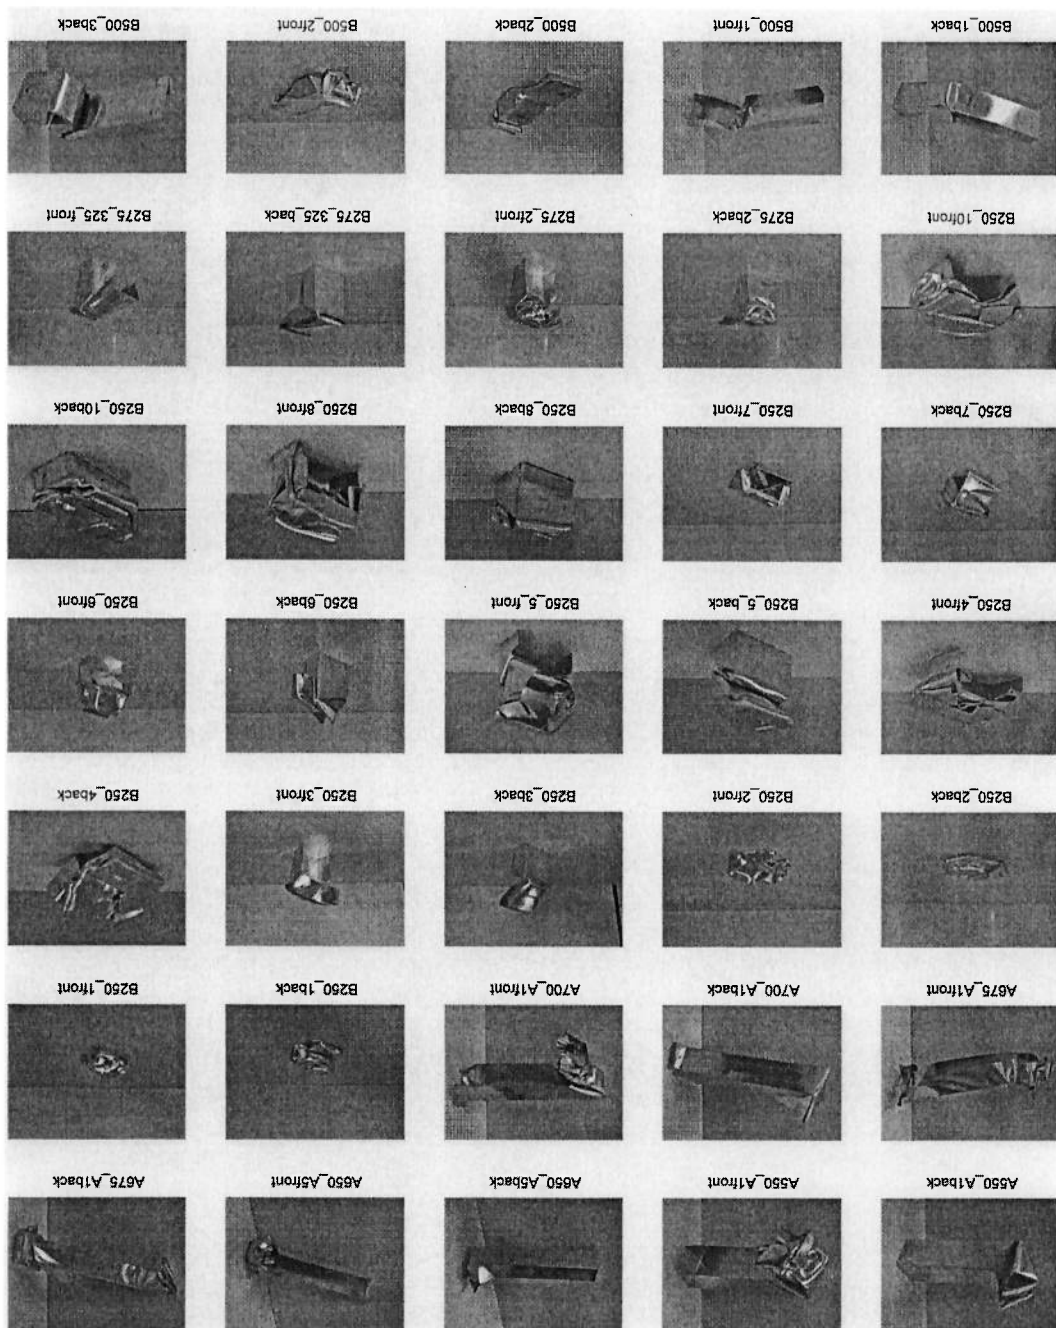 A550_A1back A550_A1front A650_A5back A650_A5front A675_A1back
A675_A1front A700_A1back A700_A1front B250_1back B250_1front
B250_2back B250_2front B250_3back B250_3front B250_4back
B250_4front B250_5_back B250_5_front B250_6back B250_6front
B250_7back B250_7front B250_8back B250_8front B250_10back
B250_10front B275_2back B275_2front B275_325_back B275_325_front
B500_1back B500_1front B500_2back B500_2front B500_3back